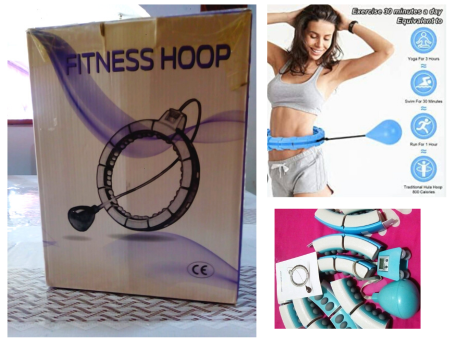 FITNESS HOOP
CE
Exercise 30 minutes a day
Equivalent to
Yoga For 2 Hours
Swim For 30 Minutes
Run For 1 Hour
Traditional Hula Hoop
800 Calories